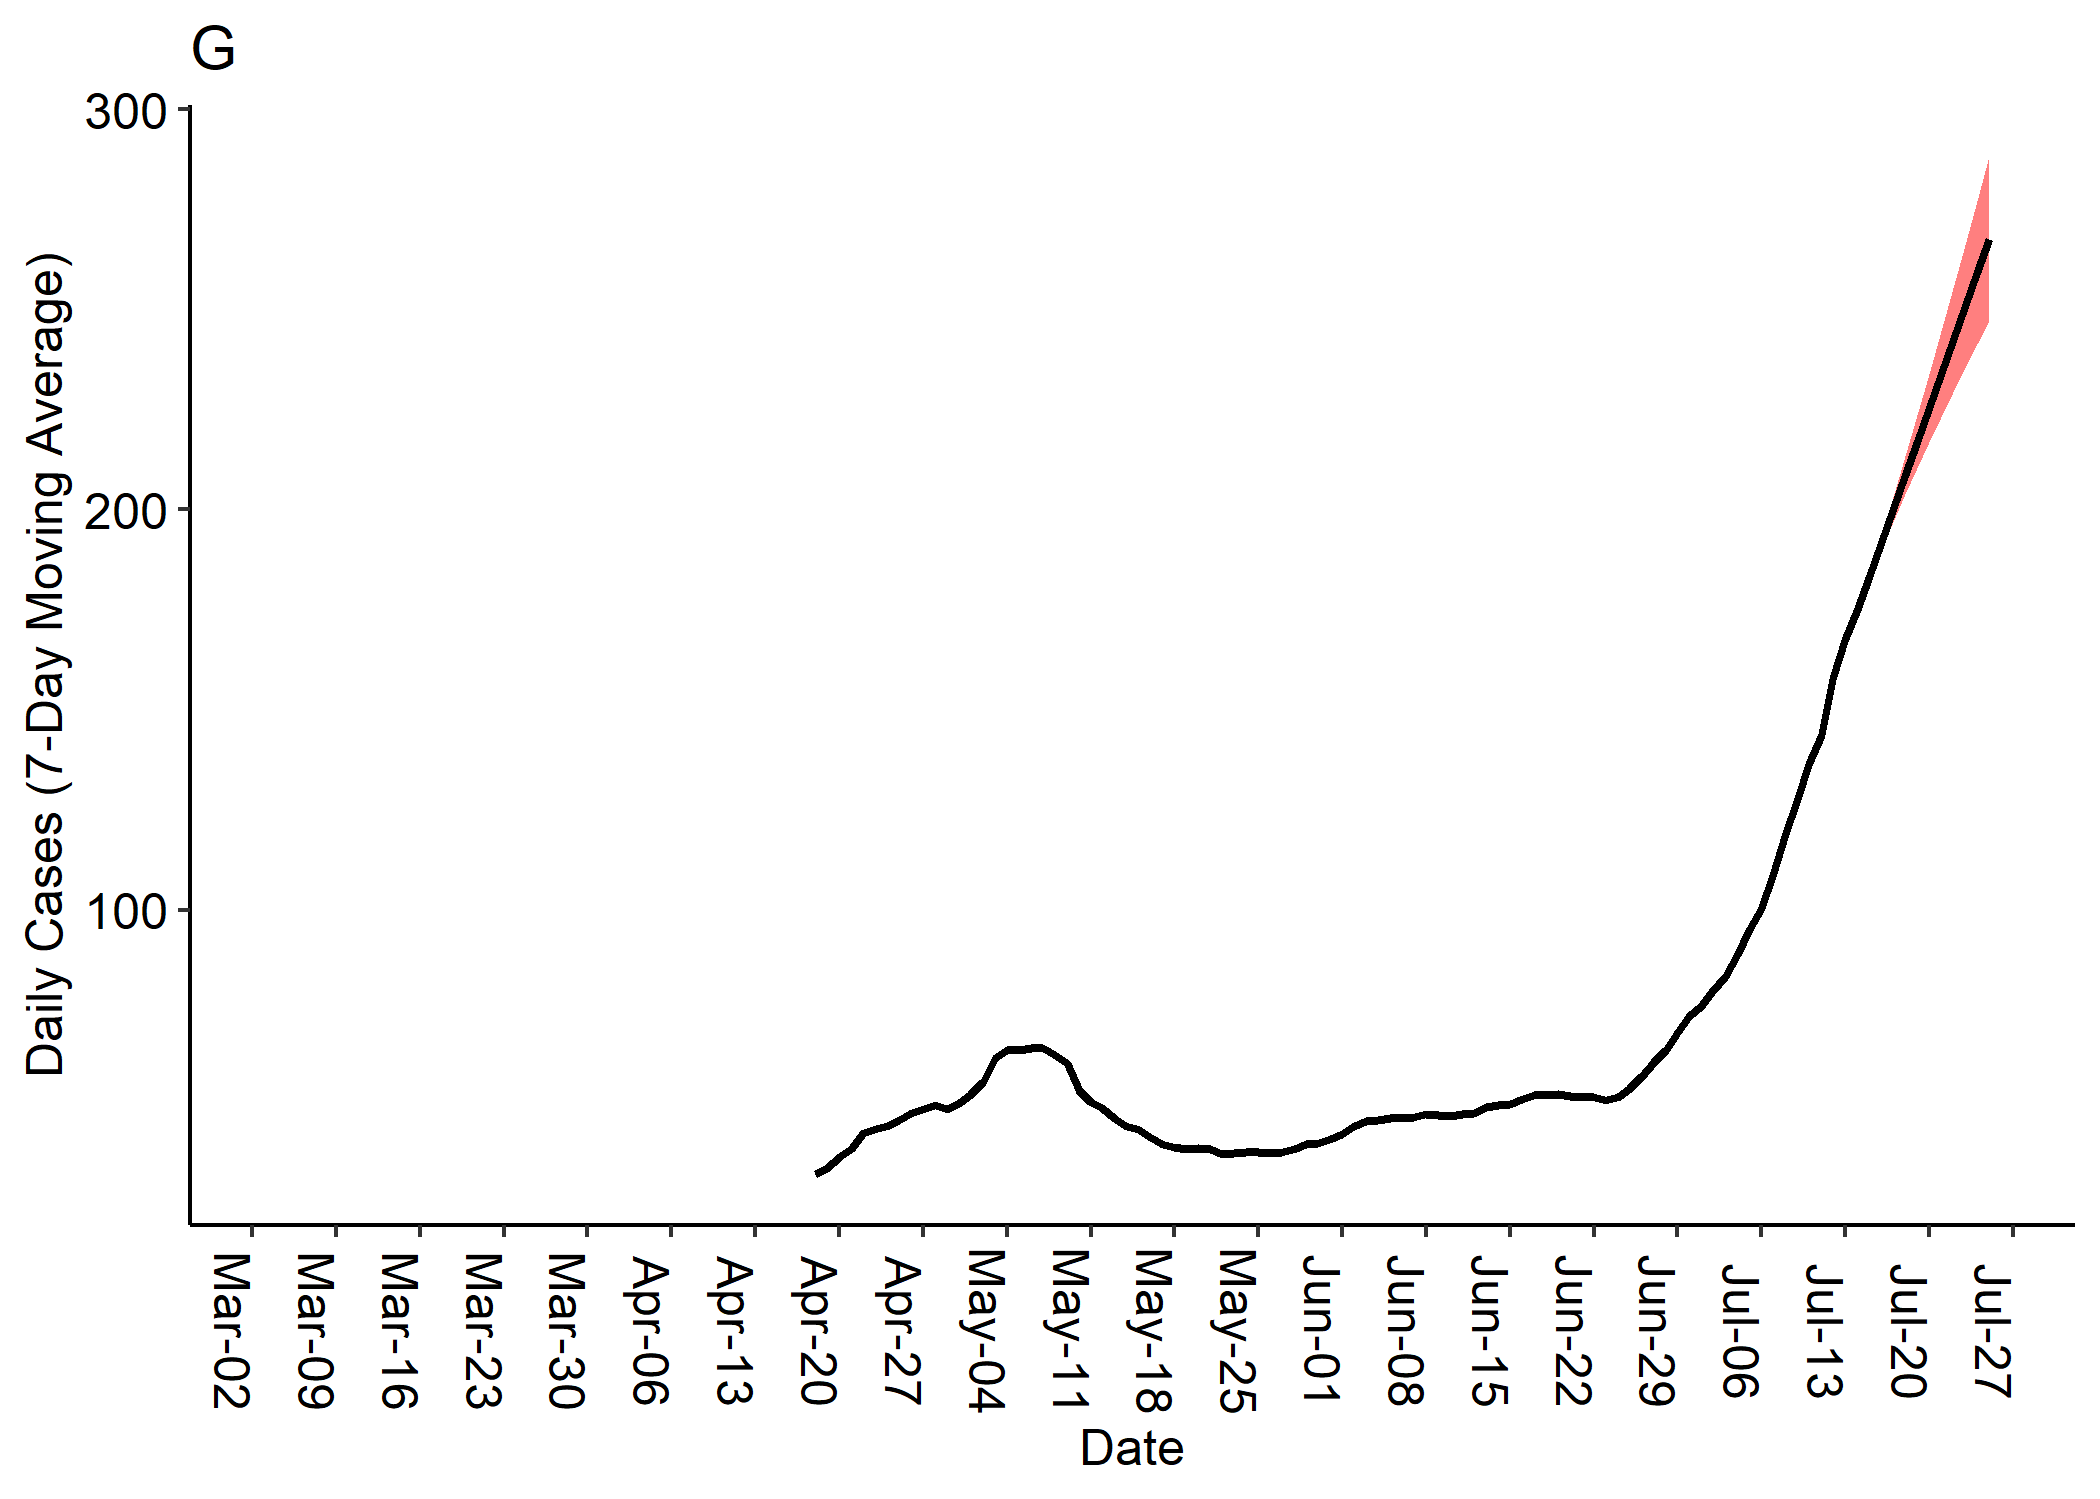 G
Daily Cases (7-Day Moving Average)
300
200
100
Mar-02
Mar-09
Mar-16
Mar-23
Mar-30
Apr-06
Apr-13
Apr-20
Apr-27
May-04
May-11
May-18
May-25
Jun-01
Jun-08
Jun-15
Jun-22
Jun-29
Jul-06
Jul-13
Jul-20
Jul-27
Date